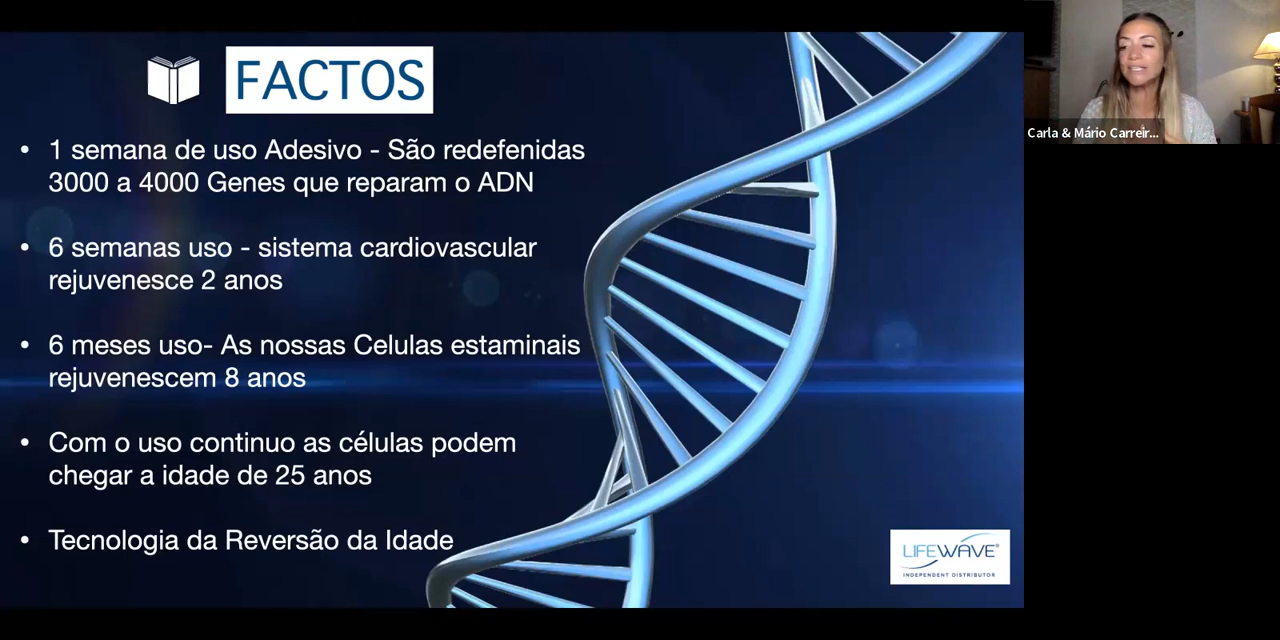 FACTOS
• 1 semana de uso Adesivo - São redefenidas
3000 a 4000 Genes que reparam o ADN
• 6 semanas uso - sistema cardiovascular
rejuvenesce 2 anos
• 6 meses uso- As nossas Celulas estaminais
rejuvenescem 8 anos
• Com o uso continuo as células podem
chegar a idade de 25 anos
• Tecnologia da Reversão da Idade
LIFEWAVE®
INDEPENDENT DISTRIBUTOR
Carla & Mário Carreir...